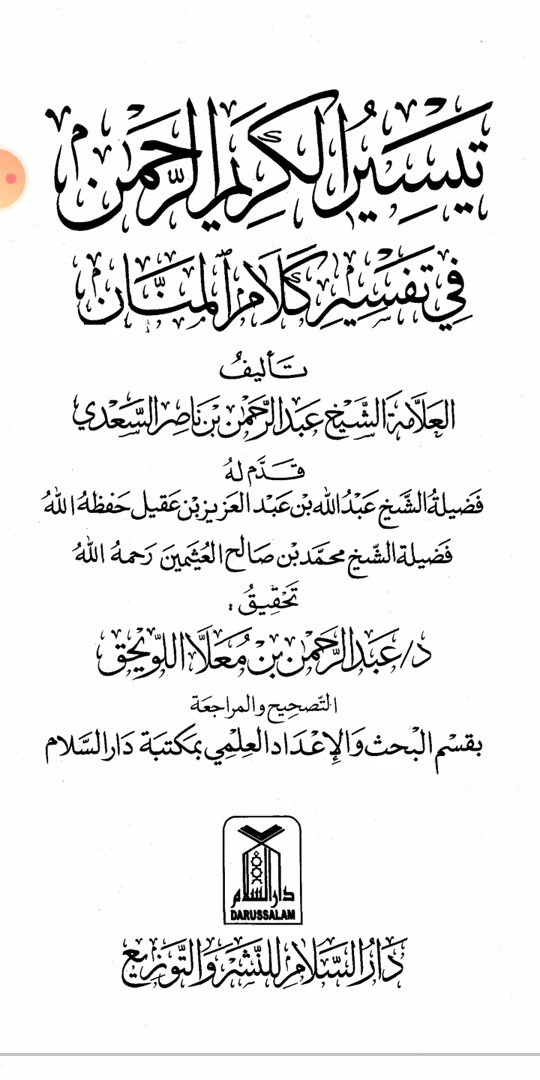 تيسير الكريم الرحمن
في تفسير كلام المنان
تأليف
العلامة الشيخ عبد الرحمن بن ناصر السعدي
قدم له
فضيلة الشيخ عبد الله بن عبد العزيز بن عقيل حفظه الله
فضيلة الشيخ محمد بن صالح العثيمين رحمه الله
تحقيق :
د/ عبد الرحمن بن معلا اللويحق
التصحيح والمراجعة
بقسم البحث والإعداد العلمي بمكتبة دار السلام
دار السلام
DARUSSALAM
دار السلام للنشر والتوزيع